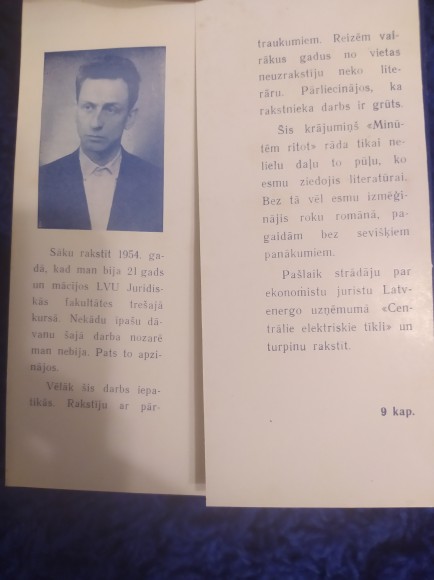 Sāku rakstīt 1954. ga-
dā, kad man bija 21 gads
un mācījos LVU Juridis-
kās fakultātes trešajā
kursā. Nekādu īpašu dā-
vanu šajā darba nozarē
man nebija. Pats to apzi-
nājos.
Vēlāk šis darbs iepa-
tikās. Rakstīju ar pār-
traukumiem. Reizēm vai-
rākus gadus no vietas
neuzrakstīju neko lite-
rāru. Pārliecinājos, ka
rakstnieka darbs ir grūts.
Šis krājumiņš «Minū-
tēm ritot» rāda tikai ne-
lielu daļu to pūļu, ko
esmu ziedojis literatūrai.
Bez tā vēl esmu izmēģi-
nājis roku romānā, pa-
gaidām bez sevišķiem
panākumiem.
Pašlaik strādāju par
ekonomistu juristu Latv-
energo uzņēmumā «Cen-
trālie elektriskie tīkli» un
turpinu rakstīt.
9 kap.